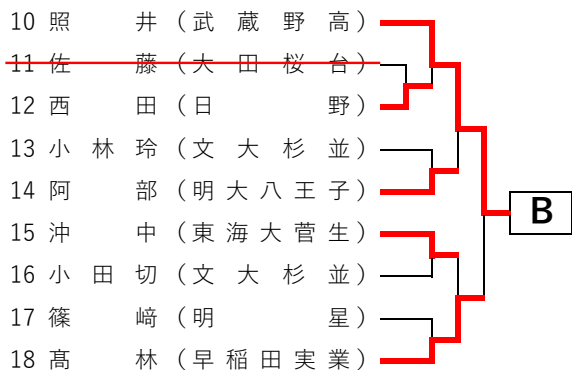 10 照井(武蔵野高)
11 佐藤(大田桜台)
12 西田(日野)
13 小林玲(文大杉並)
14 阿部(明大八王子)
15 沖中(東海大菅生)
16 小田切(文大杉並)
17 篠﨑(明星)
18 髙林(早稲田実業)
B